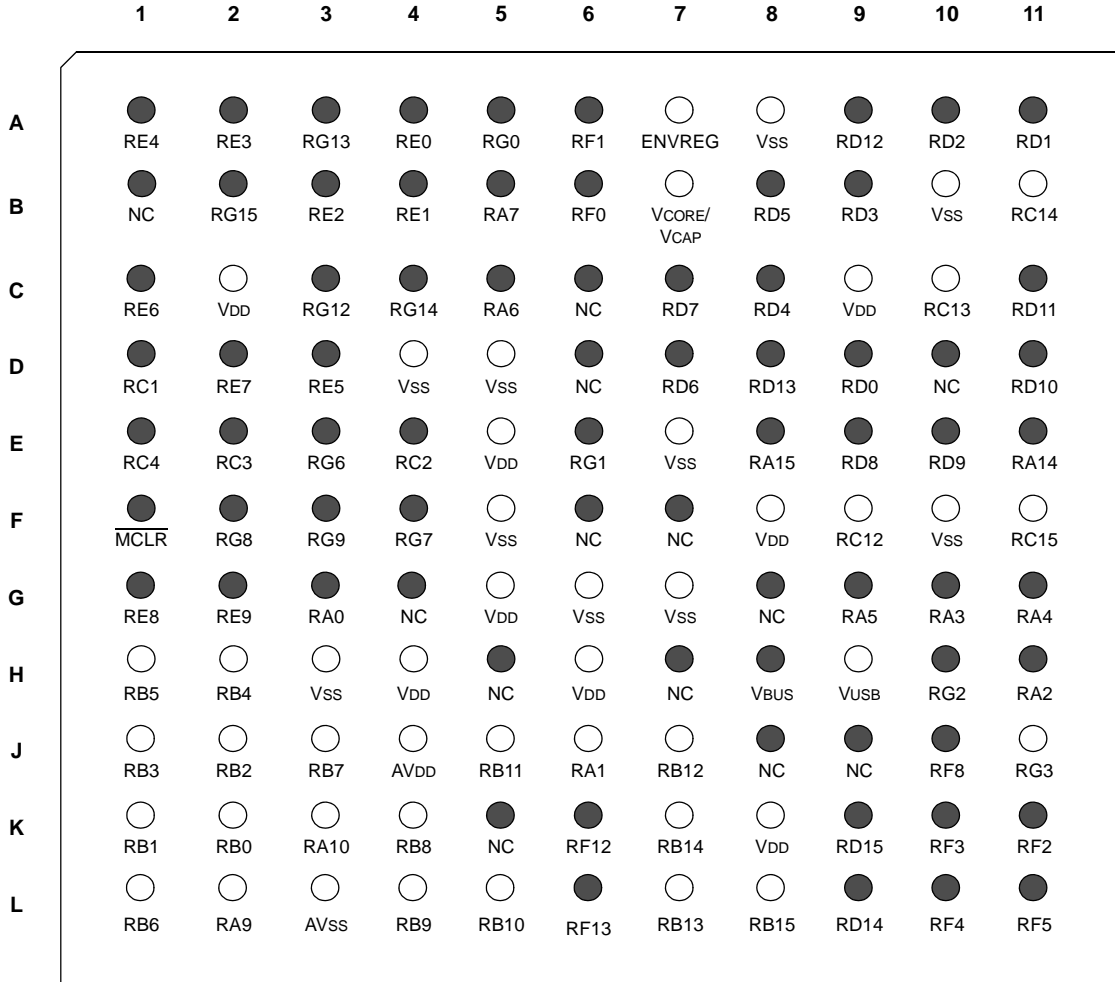 1 2 3 4 5 6 7 8 9 10 11
A
RE4 RE3 RG13 RE0 RG0 RF1 ENVREG VSS RD12 RD2 RD1
B
NC RG15 RE2 RE1 RA7 RF0 VCORE/ RD5 RD3 VSS RC14
VCAP
C
RE6 VDD RG12 RG14 RA6 NC RD7 RD4 VDD RC13 RD11
D
RC1 RE7 RE5 VSS VSS NC RD6 RD13 RD0 NC RD10
E
RC4 RC3 RG6 RC2 VDD RG1 VSS RA15 RD8 RD9 RA14
F
MCLR RG8 RG9 RG7 VSS NC NC VDD RC12 VSS RC15
G
RE8 RE9 RA0 NC VDD VSS VSS NC RA5 RA3 RA4
H
RB5 RB4 VSS VDD NC VDD NC VBUS VUSB RG2 RA2
J
RB3 RB2 RB7 AVDD RB11 RA1 RB12 NC NC RF8 RG3
K
RB1 RB0 RA10 RB8 NC RF12 RB14 VDD RD15 RF3 RF2
L
RB6 RA9 AVSS RB9 RB10 RF13 RB13 RB15 RD14 RF4 RF5